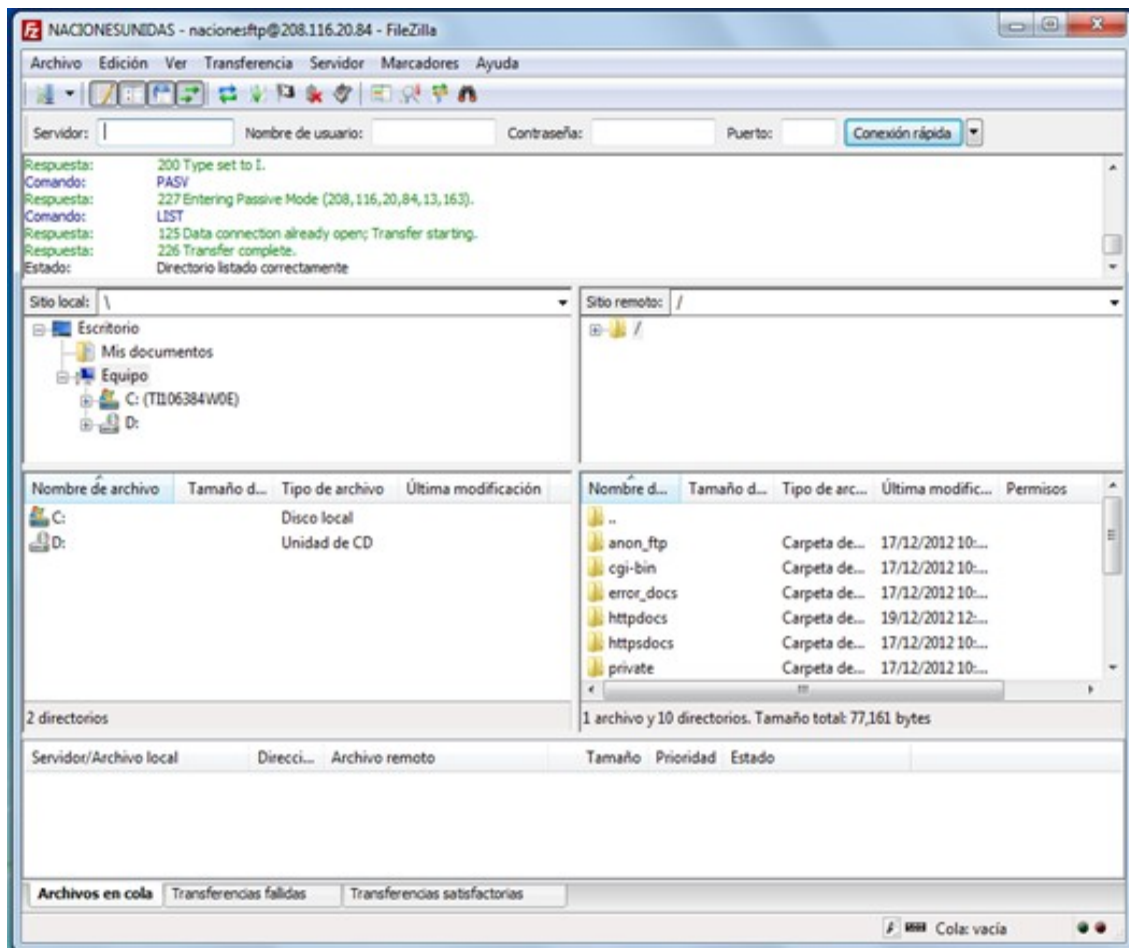 NACIONESUNIDAS - nacionesftp@208.116.20.84 - FileZilla
Archivo Edición Ver Transferencia Servidor Marcadores Ayuda
Servidor: Nombre de usuario: Contraseña: Puerto: Conexión rápida
Respuesta: 200 Type set to I.
Comando: PASV
Respuesta: 227 Entering Passive Mode (208,116,20,84,13,163).
Comando: LIST
Respuesta: 125 Data connection already open; Transfer starting.
Respuesta: 226 Transfer complete.
Estado: Directorio listado correctamente
Sitio local: \
Escritorio
Mis documentos
Equipo
C: (TI106384W0E)
D:
Sitio remoto: /
/
Nombre de archivo Tamaño d... Tipo de archivo Última modificación
C: Disco local
D: Unidad de CD
2 directorios
Nombre d... Tamaño d... Tipo de arc... Última modific... Permisos
..
anon_ftp Carpeta de... 17/12/2012 10:...
cgi-bin Carpeta de... 17/12/2012 10:...
error_docs Carpeta de... 17/12/2012 10:...
httpdocs Carpeta de... 19/12/2012 12:...
httpsdocs Carpeta de... 17/12/2012 10:...
private Carpeta de... 17/12/2012 10:...
1 archivo y 10 directorios. Tamaño total: 77,161 bytes
Servidor/Archivo local Direcci... Archivo remoto Tamaño Prioridad Estado
Archivos en cola Transferencias fallidas Transferencias satisfactorias
Cola: vacía